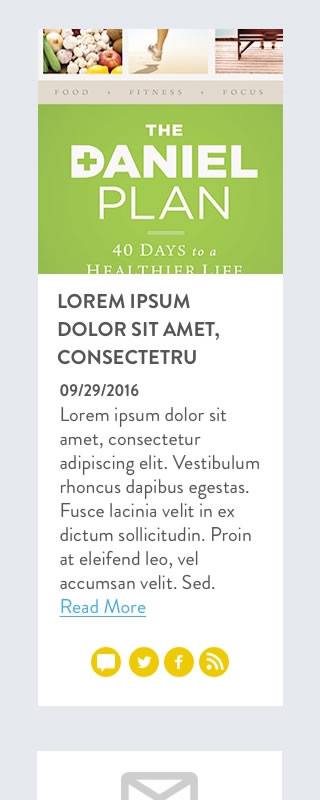 FOOD + FITNESS + FOCUS
THE
DANIEL
PLAN
40 DAYS to a
HEALTHIER LIFE
LOREM IPSUM
DOLOR SIT AMET,
CONSECTETRU
09/29/2016
Lorem ipsum dolor sit
amet, consectetur
adipiscing elit. Vestibulum
rhoncus dapibus egestas.
Fusce lacinia velit in ex
dictum sollicitudin. Proin
at eleifend leo, vel
accumsan velit. Sed.
Read More